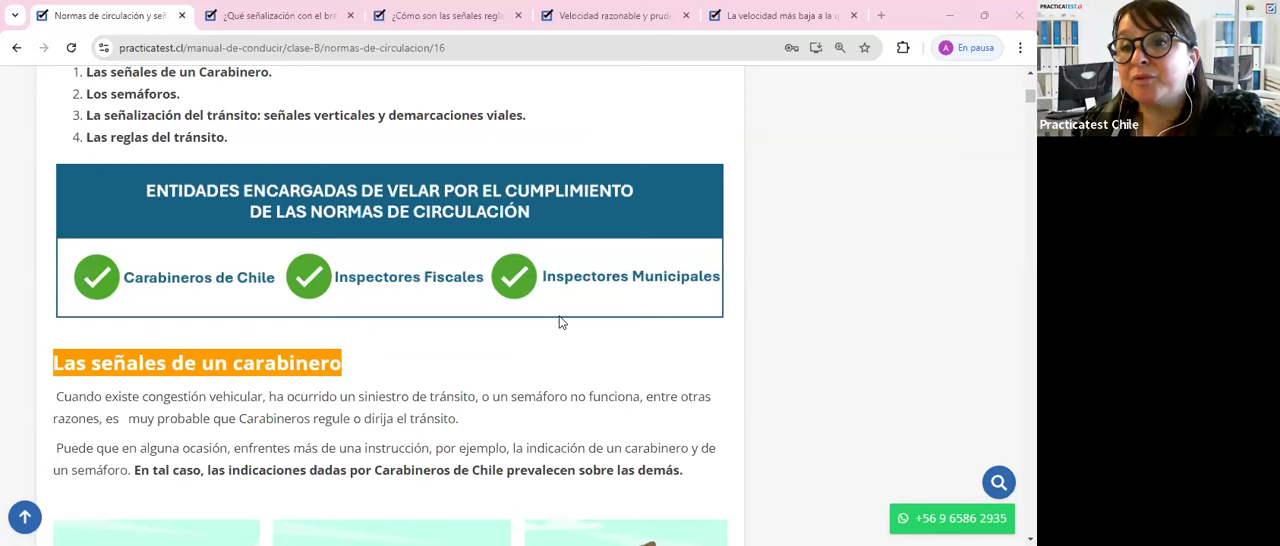 Normas de circulación y señ
¿Qué señalización con el bra
¿Cómo son las señales regla
Velocidad razonable y prud
La velocidad más baja a la q
practicatest.cl/manual-de-conducir/clase-B/normas-de-circulacion/16
A
En pausa
PRACTICATEST.cl
Practicatest Chile
1. Las señales de un Carabinero.
2. Los semáforos.
3. La señalización del tránsito: señales verticales y demarcaciones viales.
4. Las reglas del tránsito.
ENTIDADES ENCARGADAS DE VELAR POR EL CUMPLIMIENTO
DE LAS NORMAS DE CIRCULACIÓN
Carabineros de Chile
Inspectores Fiscales
Inspectores Municipales
Las señales de un carabinero
Cuando existe congestión vehicular, ha ocurrido un siniestro de tránsito, o un semáforo no funciona, entre otras
razones, es muy probable que Carabineros regule o dirija el tránsito.
Puede que en alguna ocasión, enfrentes más de una instrucción, por ejemplo, la indicación de un carabinero y de
un semáforo. En tal caso, las indicaciones dadas por Carabineros de Chile prevalecen sobre las demás.
+56 9 6586 2935